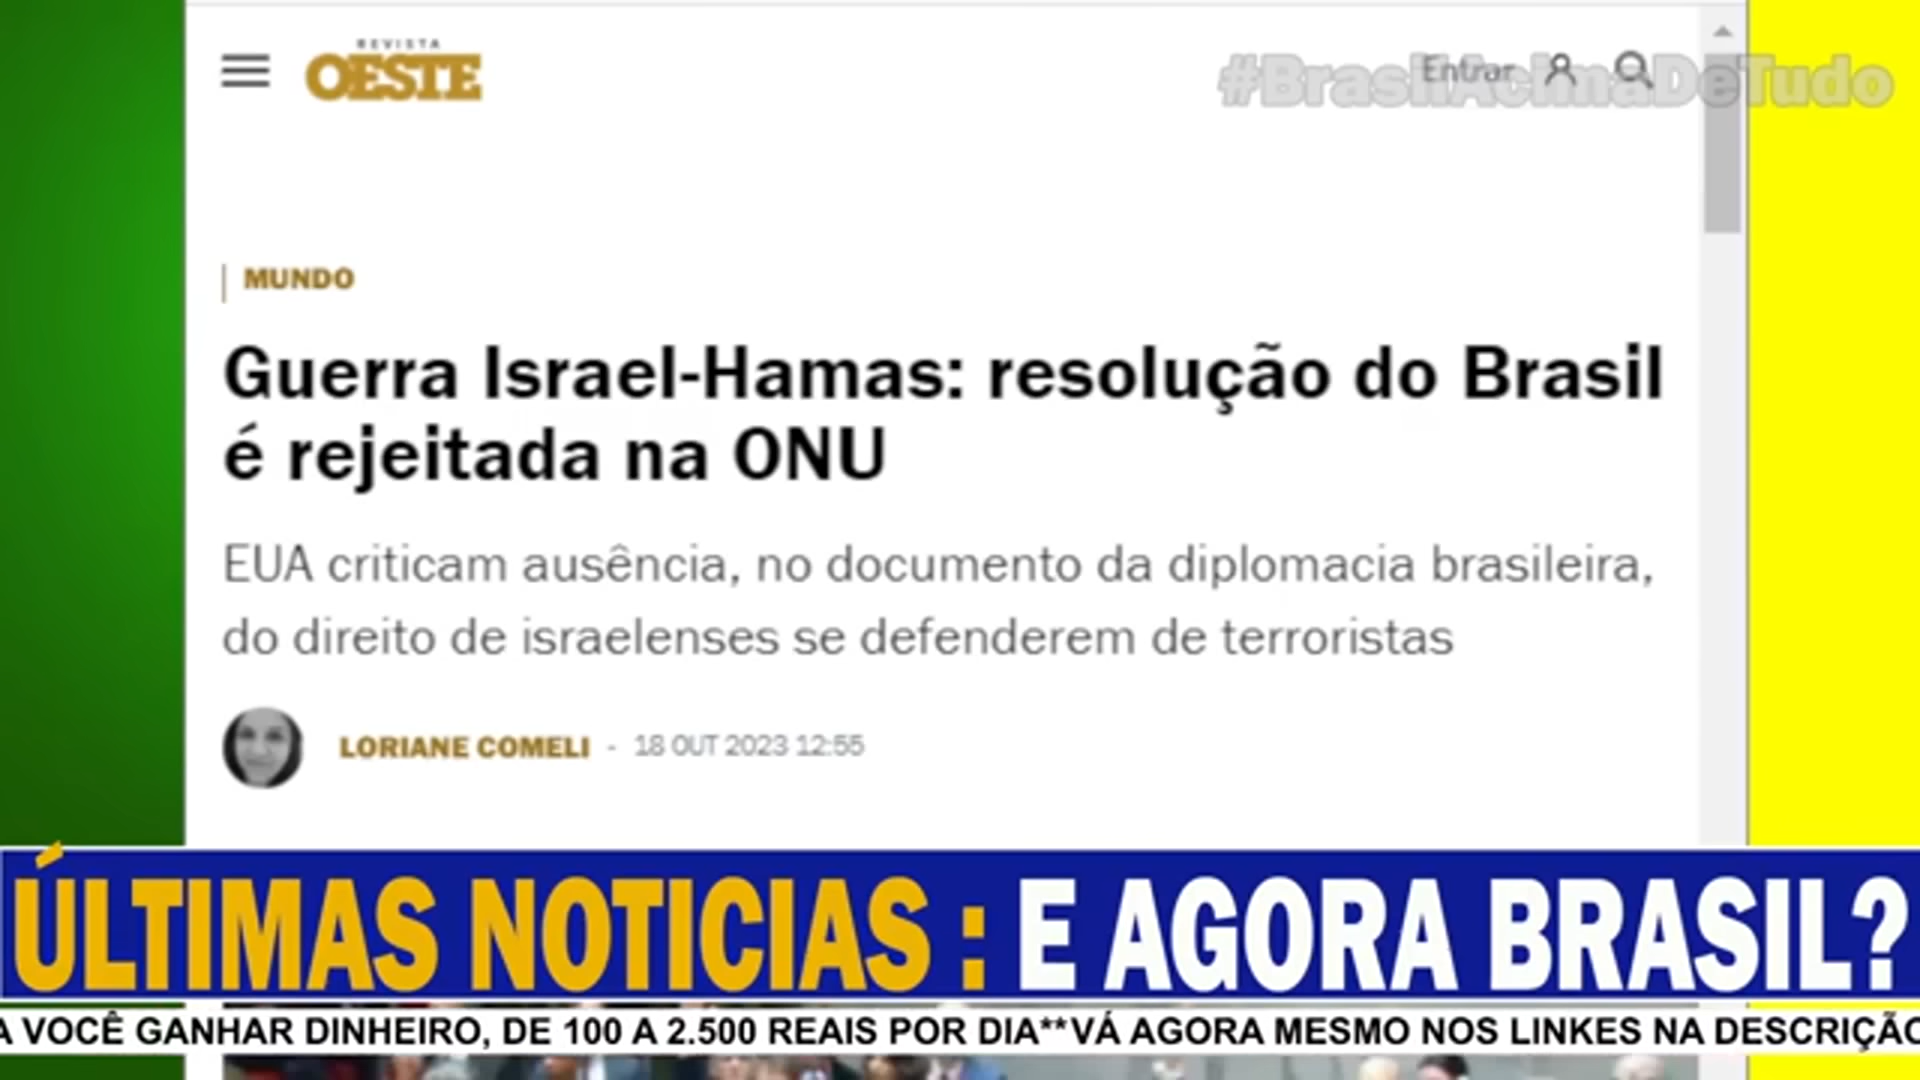 REVISTA
OESTE
Entrar
#BrasilAcimaDeTudo
MUNDO
Guerra Israel-Hamas: resolução do Brasil
é rejeitada na ONU
EUA criticam ausência, no documento da diplomacia brasileira,
do direito de israelenses se defenderem de terroristas
LORIANE COMELI - 18 OUT 2023 12:55
ÚLTIMAS NOTICIAS : E AGORA BRASIL?
A VOCÊ GANHAR DINHEIRO, DE 100 A 2.500 REAIS POR DIA**VÁ AGORA MESMO NOS LINKES NA DESCRIÇÃO